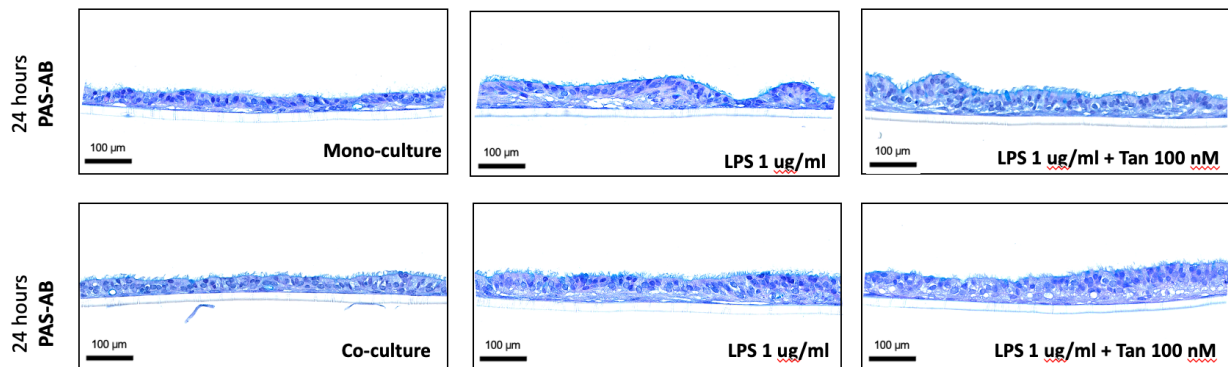 24 hours
PAS-AB
100 µm
Mono-culture
100 µm
LPS 1 ug/ml
100 µm
LPS 1 ug/ml + Tan 100 nM
24 hours
PAS-AB
100 µm
Co-culture
100 µm
LPS 1 ug/ml
100 µm
LPS 1 ug/ml + Tan 100 nM